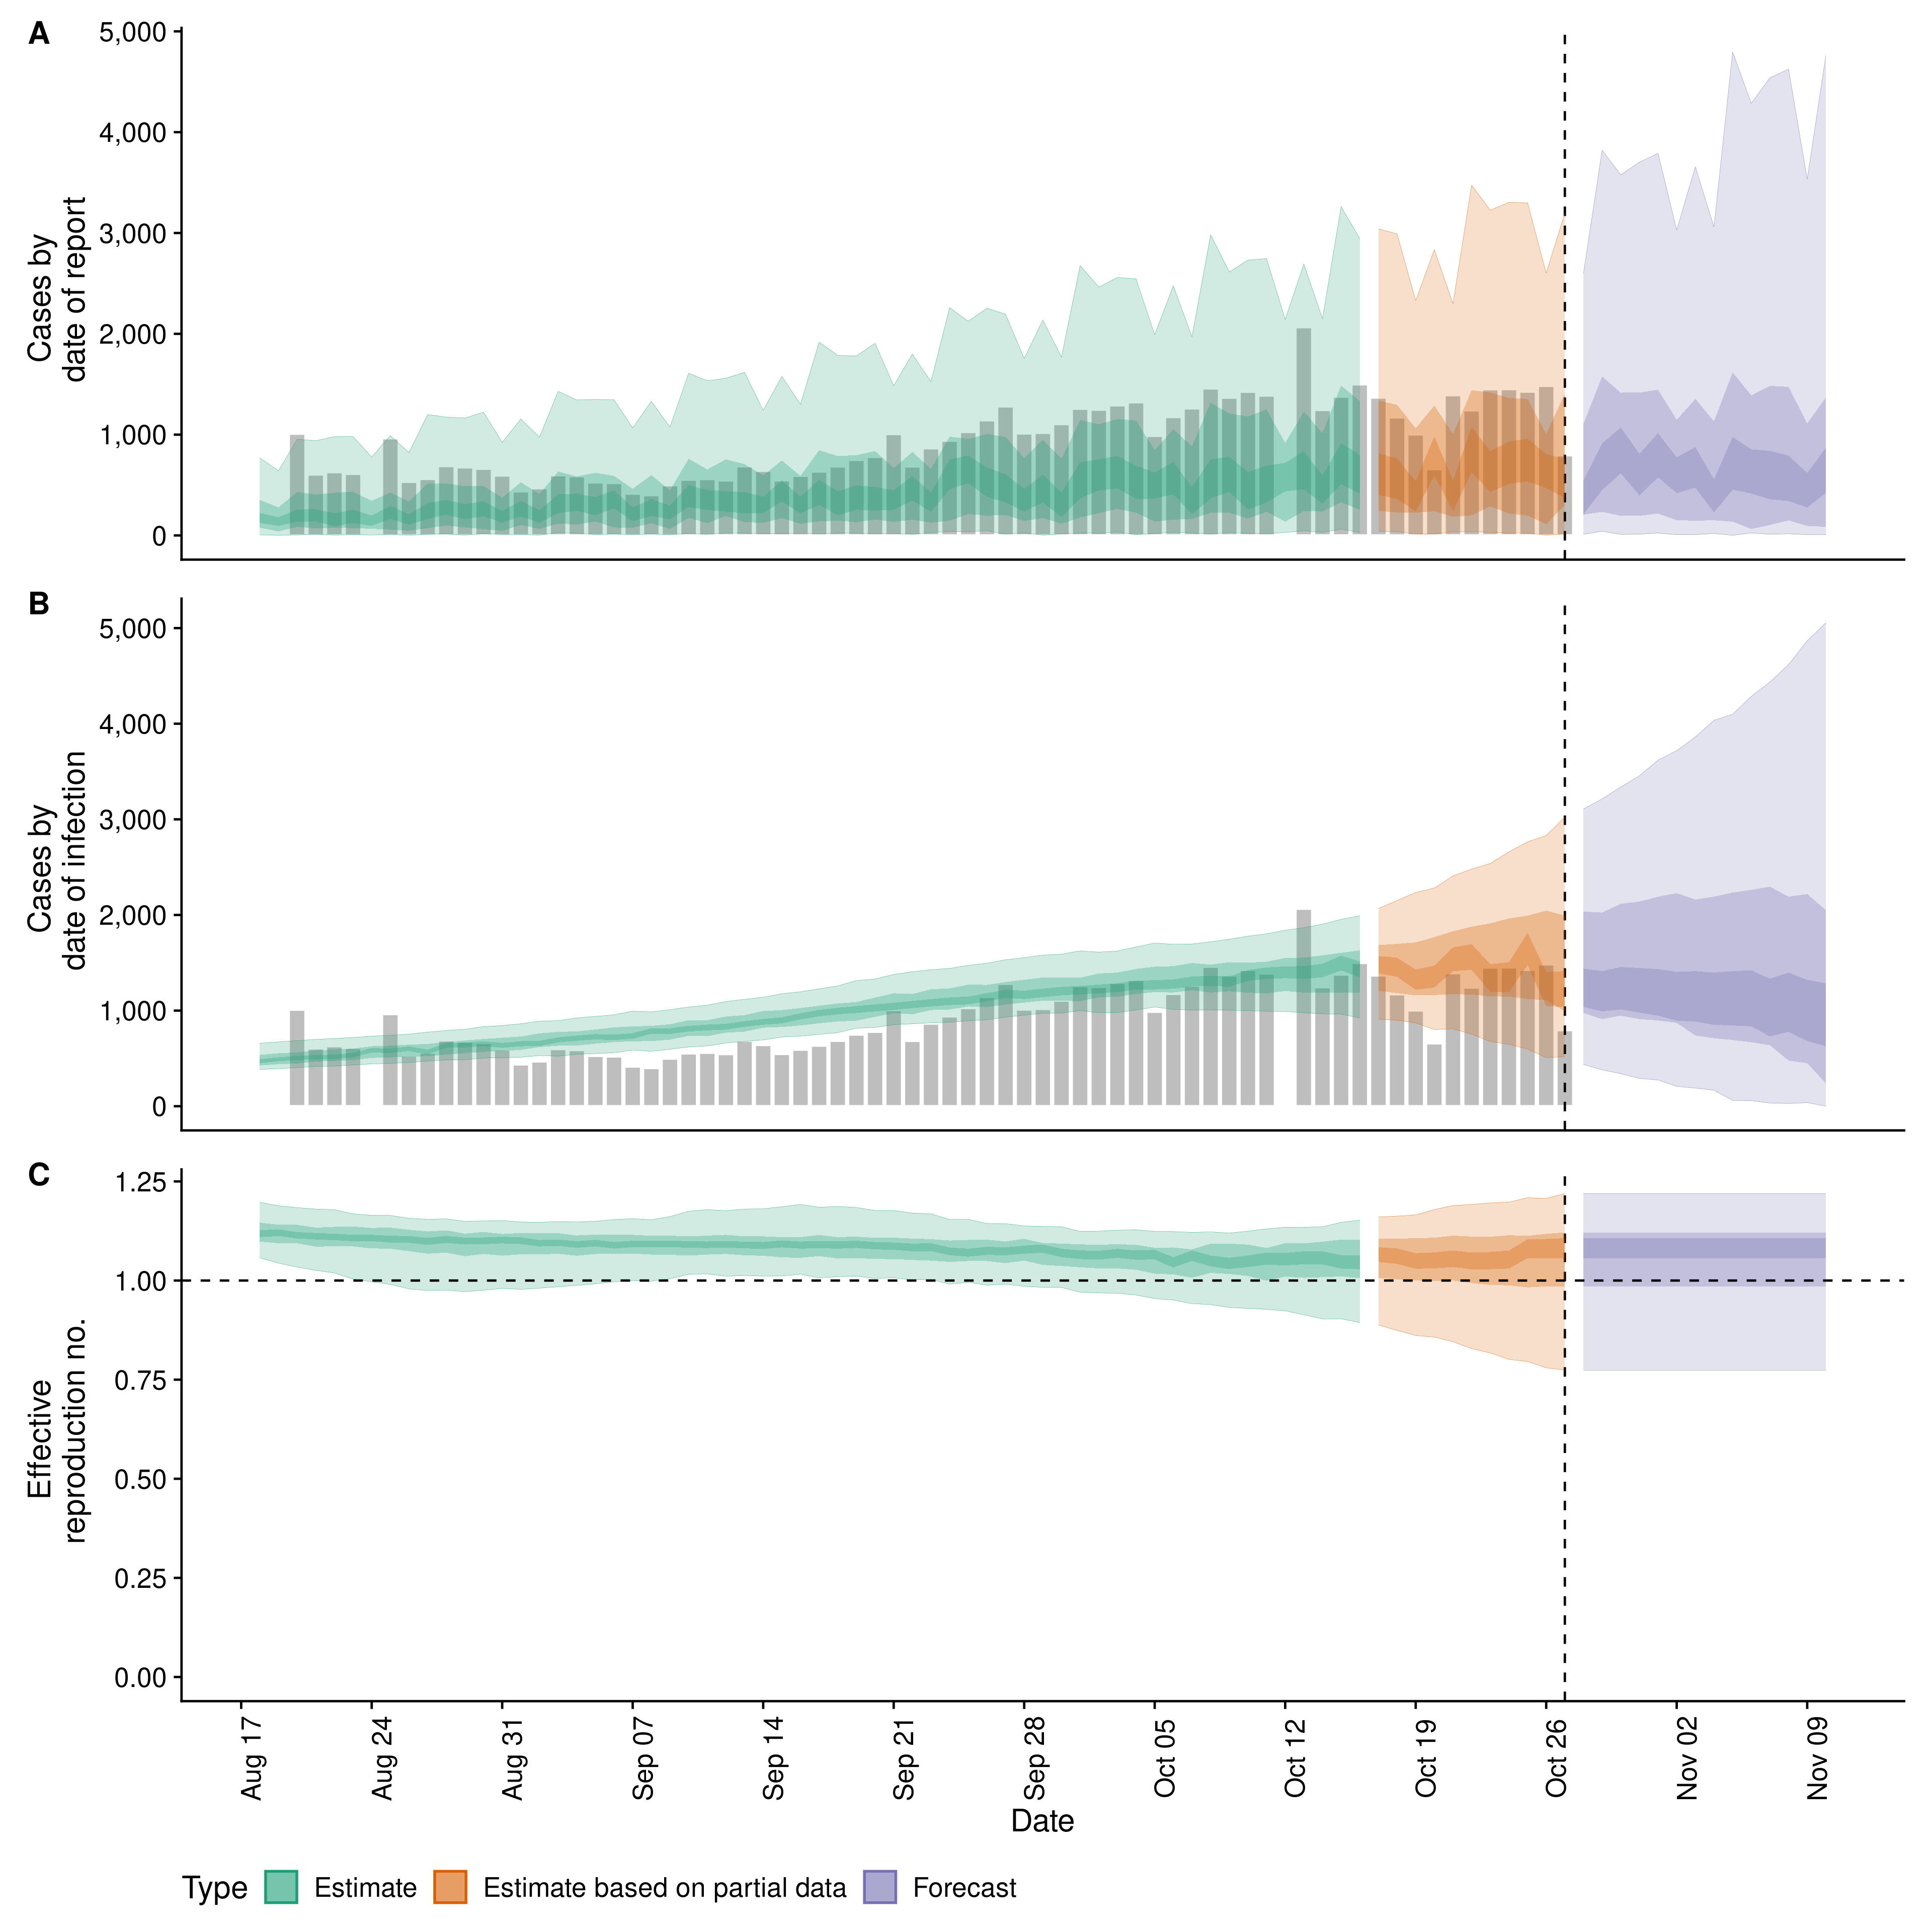 A
5,000
4,000
3,000
2,000
1,000
0
Cases by
date of report
B
5,000
4,000
3,000
2,000
1,000
0
Cases by
date of infection
C
1.25
1.00
0.75
0.50
0.25
0.00
Effective
reproduction no.
Aug 17
Aug 24
Aug 31
Sep 07
Sep 14
Sep 21
Sep 28
Oct 05
Oct 12
Oct 19
Oct 26
Nov 02
Nov 09
Date
Type Estimate Estimate based on partial data Forecast